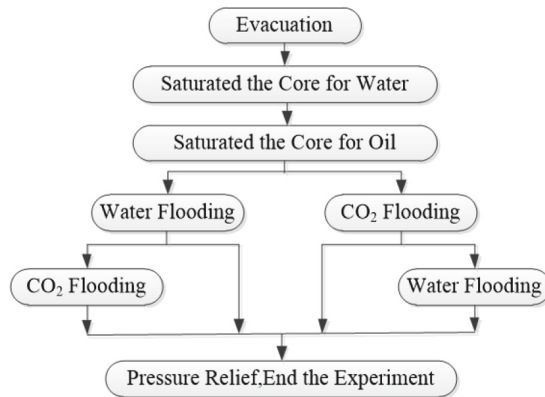 Evacuation
Saturated the Core for Water
Saturated the Core for Oil
Water Flooding
CO₂ Flooding
CO₂ Flooding
Water Flooding
Pressure Relief,End the Experiment